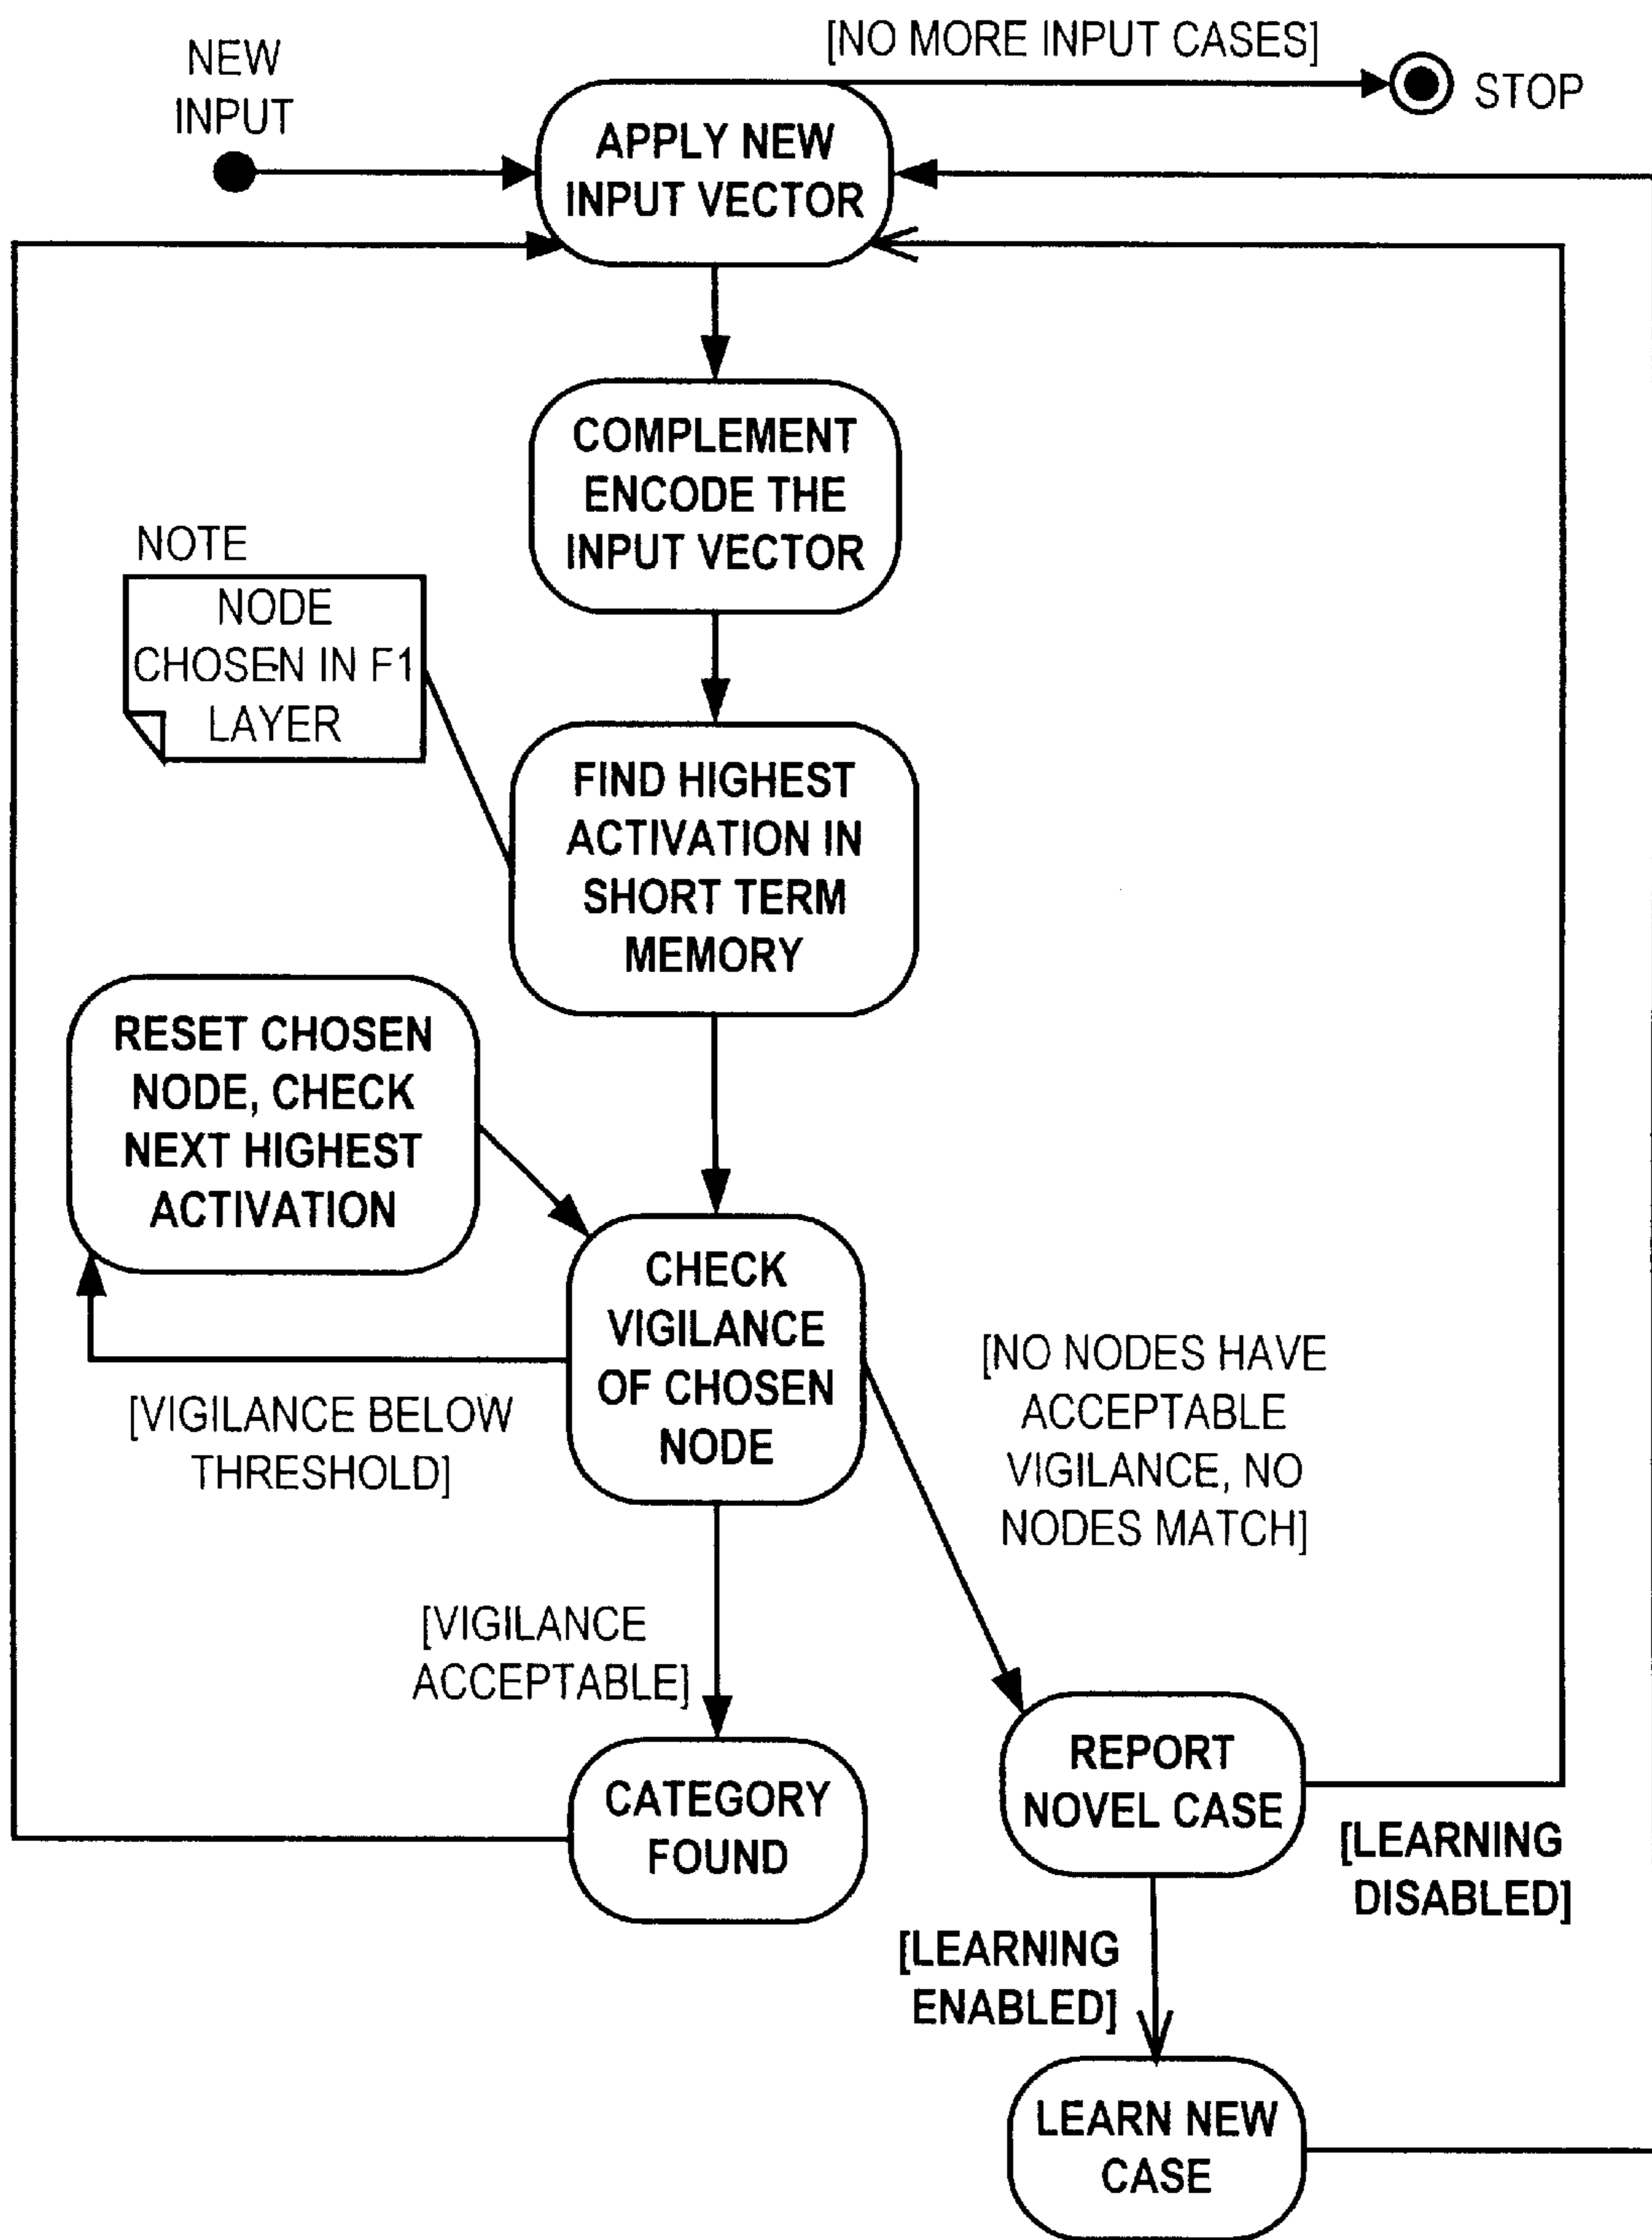 [NO MORE INPUT CASES]
NEW
INPUT
STOP
APPLY NEW
INPUT VECTOR
COMPLEMENT
ENCODE THE
INPUT VECTOR
NOTE
NODE
CHOSEN IN F1
LAYER
FIND HIGHEST
ACTIVATION IN
SHORT TERM
MEMORY
RESET CHOSEN
NODE, CHECK
NEXT HIGHEST
ACTIVATION
CHECK
VIGILANCE
OF CHOSEN
NODE
[VIGILANCE BELOW
THRESHOLD]
[NO NODES HAVE
ACCEPTABLE
VIGILANCE, NO
NODES MATCH]
[VIGILANCE
ACCEPTABLE]
CATEGORY
FOUND
REPORT
NOVEL CASE
[LEARNING
DISABLED]
[LEARNING
ENABLED]
LEARN NEW
CASE